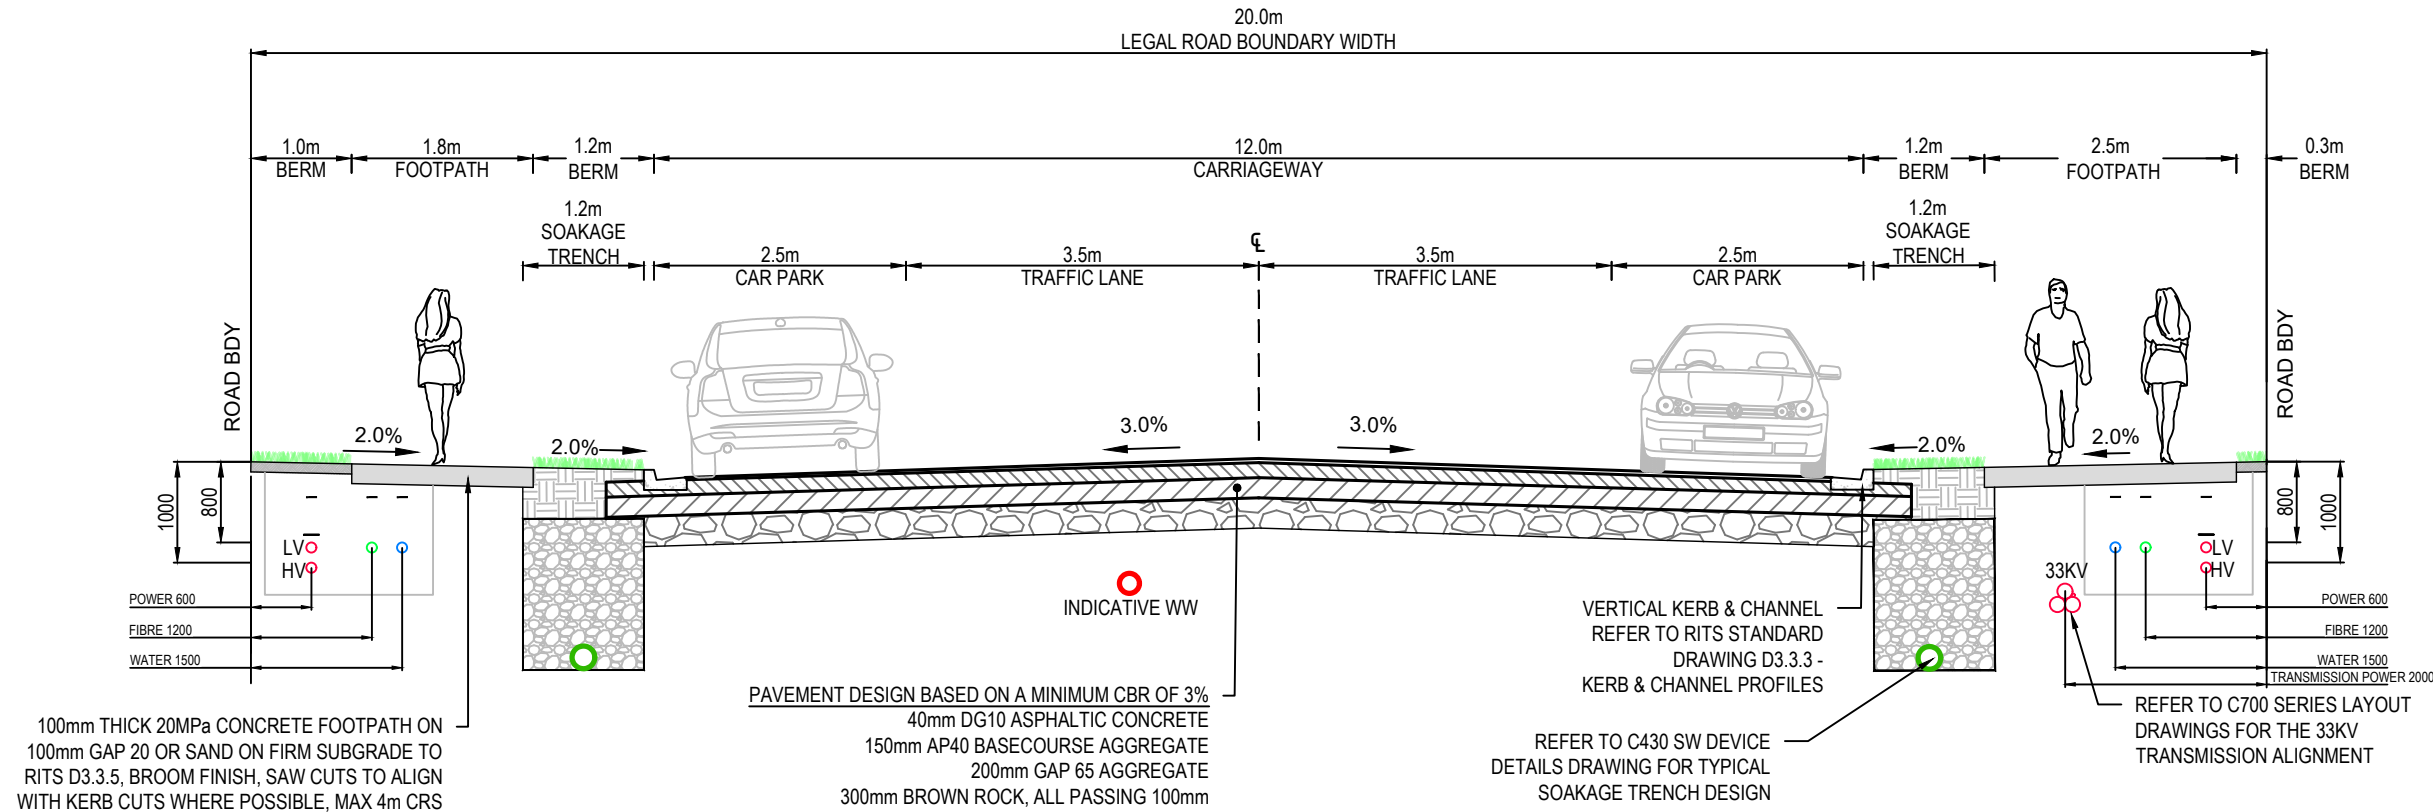 20.0m
LEGAL ROAD BOUNDARY WIDTH
1.0m
BERM
1.8m
FOOTPATH
1.2m
BERM
12.0m
CARRIAGEWAY
1.2m
BERM
2.5m
FOOTPATH
0.3m
BERM
1.2m
SOAKAGE
TRENCH
2.5m
CAR PARK
3.5m
TRAFFIC LANE
℄
3.5m
TRAFFIC LANE
2.5m
CAR PARK
1.2m
SOAKAGE
TRENCH
ROAD BDY
ROAD BDY
2.0%
2.0%
3.0%
3.0%
2.0%
2.0%
1000
800
LV
HV
POWER 600
FIBRE 1200
WATER 1500
INDICATIVE WW
33KV
LV
HV
800
1000
POWER 600
FIBRE 1200
WATER 1500
TRANSMISSION POWER 2000
100mm THICK 20MPa CONCRETE FOOTPATH ON
100mm GAP 20 OR SAND ON FIRM SUBGRADE TO
RITS D3.3.5, BROOM FINISH, SAW CUTS TO ALIGN
WITH KERB CUTS WHERE POSSIBLE, MAX 4m CRS
PAVEMENT DESIGN BASED ON A MINIMUM CBR OF 3%
40mm DG10 ASPHALTIC CONCRETE
150mm AP40 BASECOURSE AGGREGATE
200mm GAP 65 AGGREGATE
300mm BROWN ROCK, ALL PASSING 100mm
VERTICAL KERB & CHANNEL
REFER TO RITS STANDARD
DRAWING D3.3.3 -
KERB & CHANNEL PROFILES
REFER TO C430 SW DEVICE
DETAILS DRAWING FOR TYPICAL
SOAKAGE TRENCH DESIGN
REFER TO C700 SERIES LAYOUT
DRAWINGS FOR THE 33KV
TRANSMISSION ALIGNMENT